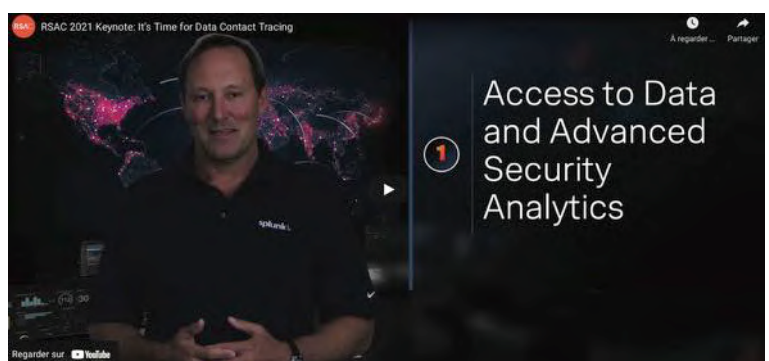 RSAC RSAC 2021 Keynote: It's Time for Data Contact Tracing
À regarder ... Partager
1
Access to Data
and Advanced
Security
Analytics
splunk>
Regarder sur YouTube